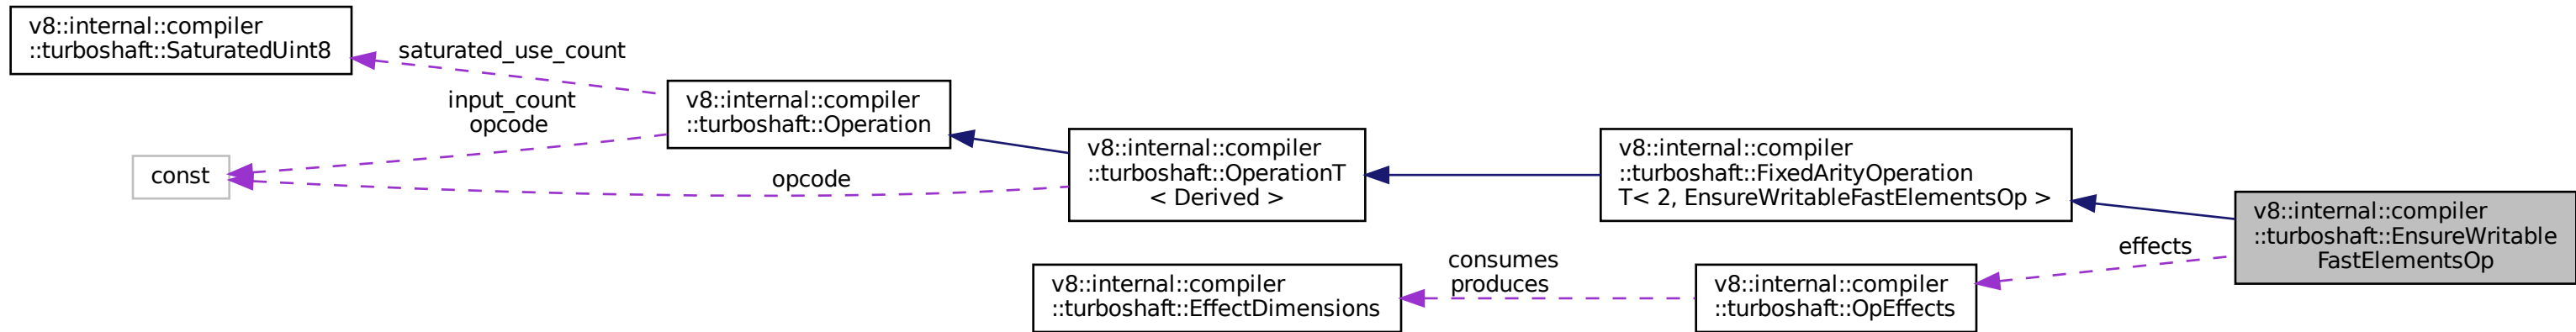 v8::internal::compiler
::turboshaft::SaturatedUint8
saturated_use_count
input_count
opcode
const
v8::internal::compiler
::turboshaft::Operation
opcode
v8::internal::compiler
::turboshaft::OperationT
< Derived >
v8::internal::compiler
::turboshaft::FixedArityOperation
T< 2, EnsureWritableFastElementsOp >
v8::internal::compiler
::turboshaft::EffectDimensions
consumes
produces
v8::internal::compiler
::turboshaft::OpEffects
effects
v8::internal::compiler
::turboshaft::EnsureWritable
FastElementsOp